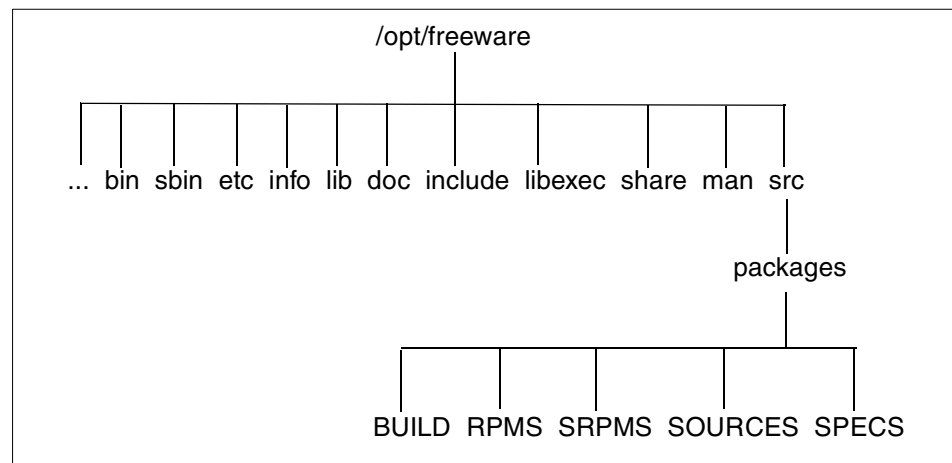 /opt/freeware
... bin sbin etc info lib doc include libexec share man src
packages
BUILD RPMS SRPMS SOURCES SPECS